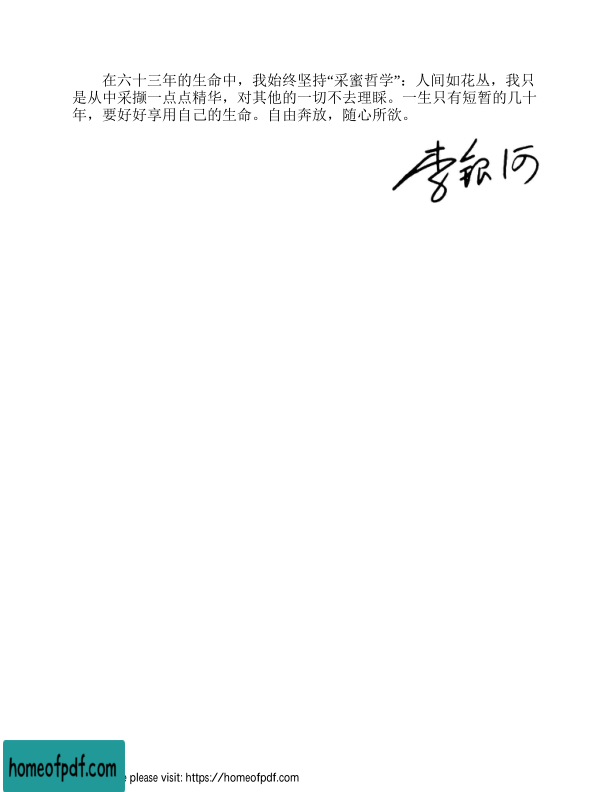 在六十三年的生命中，我始终坚持“采蜜哲学”：人间如花丛，我只
是从中采撷一点点精华，对其他的一切不去理睬。一生只有短暂的几十
年，要好好享用自己的生命。自由奔放，随心所欲。
李银河
homeofpdf.com
e please visit: https://homeofpdf.com